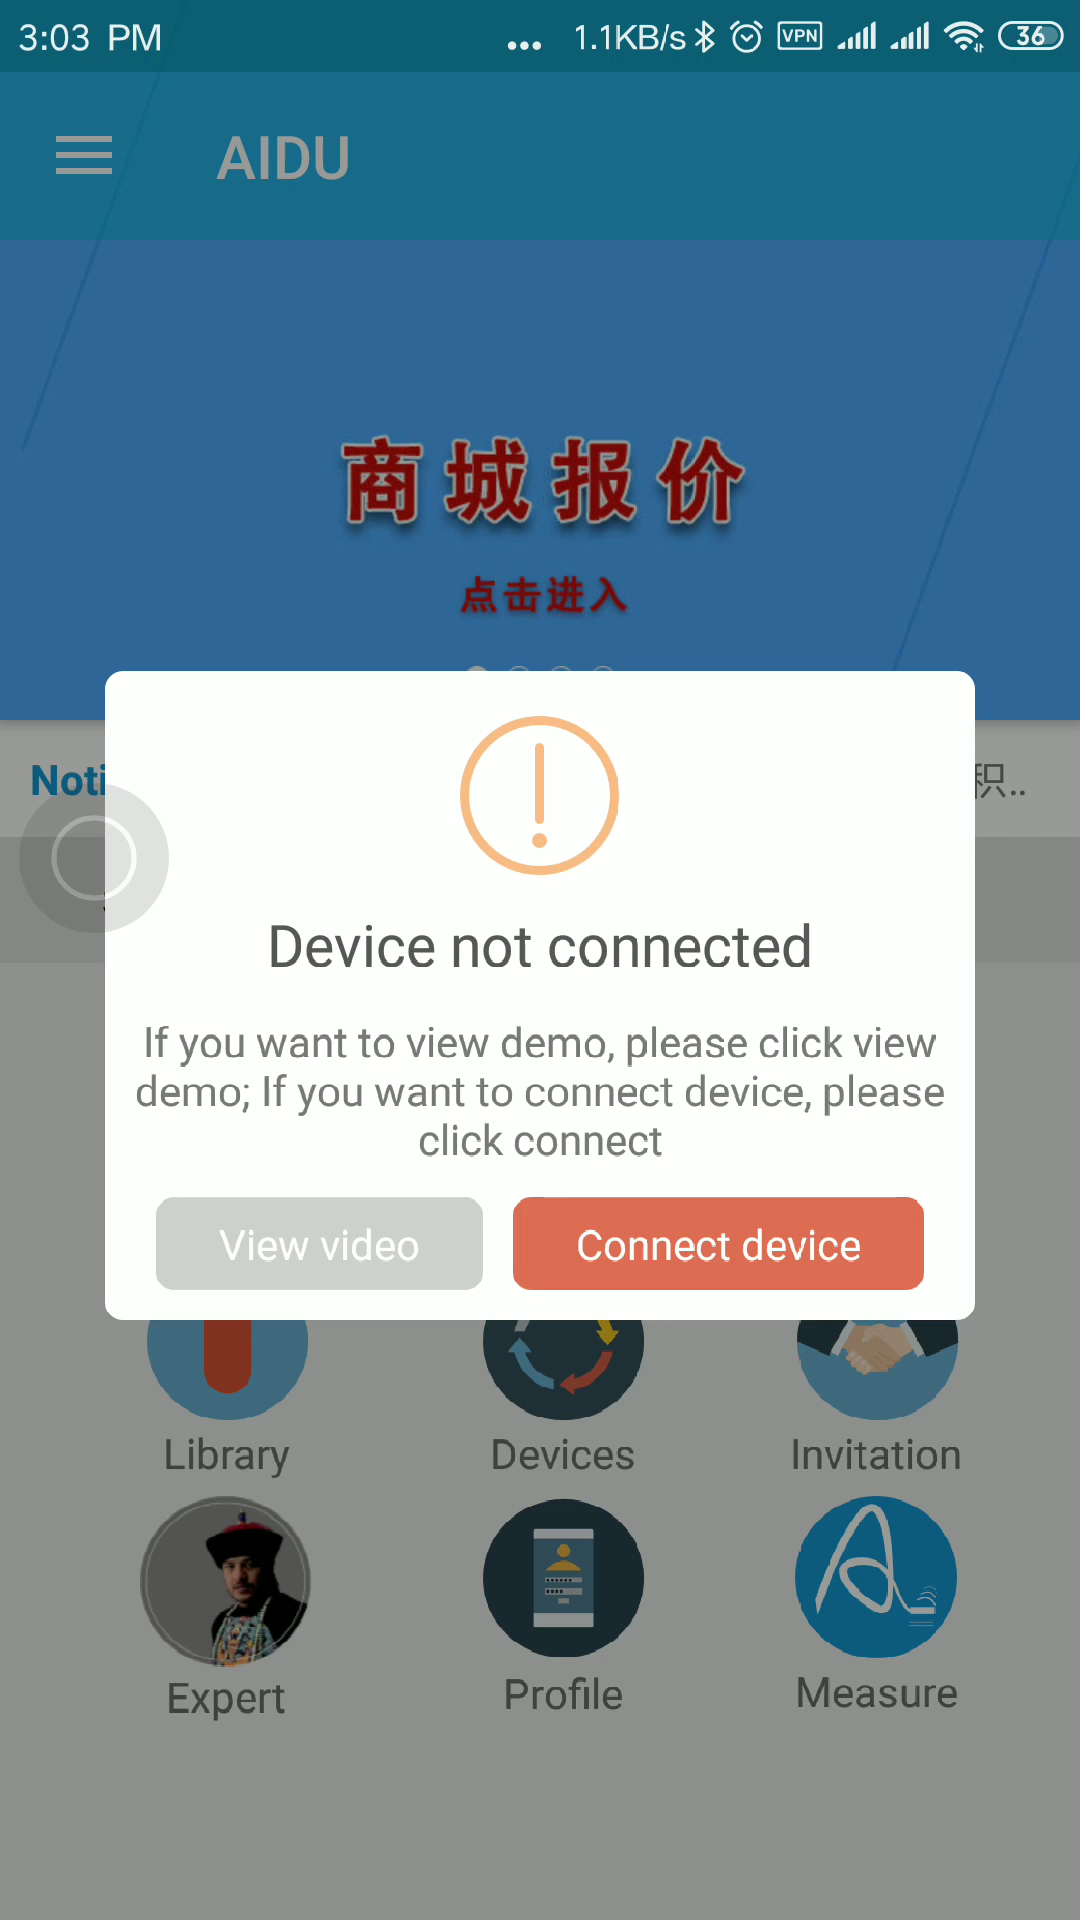 3:03 PM
... 1.1KB/s VPN 36
AIDU
商城报价
点击进入
Noti
积..
Device not connected
If you want to view demo, please click view
demo; If you want to connect device, please
click connect
View video
Connect device
Library
Devices
Invitation
Expert
Profile
Measure